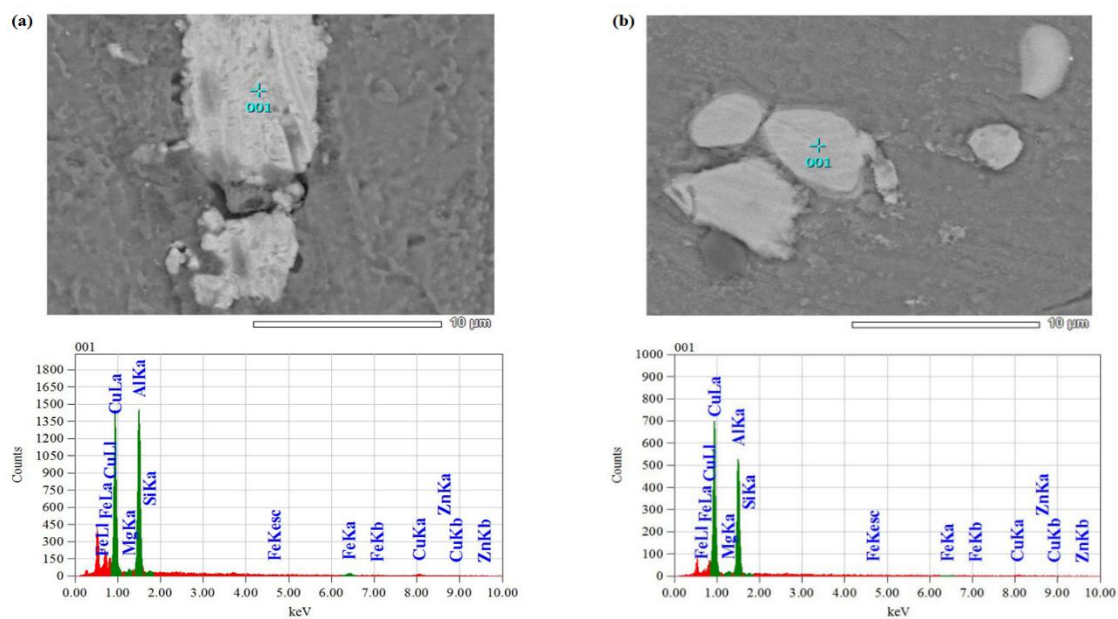 (a)
001
10 μm
001
Counts
1800
1650
1500
1350
1200
1050
900
750
600
450
300
150
0
FeLl
FeLa
CuLl
CuLa
MgKa
AlKa
SiKa
FeKesc
FeKa
FeKb
CuKa
ZnKa
CuKb
ZnKb
0.00 1.00 2.00 3.00 4.00 5.00 6.00 7.00 8.00 9.00 10.00
keV
(b)
001
10 μm
001
Counts
1000
900
800
700
600
500
400
300
200
100
0
FeLl
FeLa
CuLl
CuLa
MgKa
AlKa
SiKa
FeKesc
FeKa
FeKb
CuKa
ZnKa
CuKb
ZnKb
0.00 1.00 2.00 3.00 4.00 5.00 6.00 7.00 8.00 9.00 10.00
keV